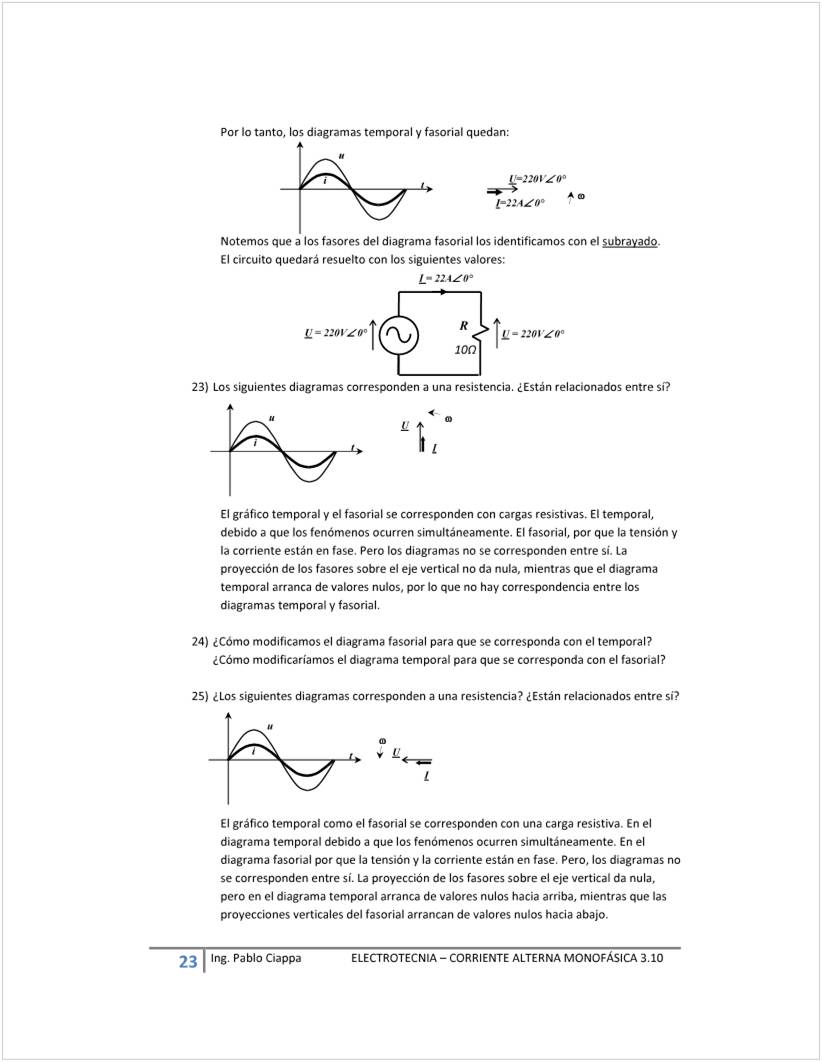 Por lo tanto, los diagramas temporal y fasorial quedan:
u
i
t
U=220V∠0°
I=22A∠0°
ω
Notemos que a los fasores del diagrama fasorial los identificamos con el subrayado.
El circuito quedará resuelto con los siguientes valores:
I= 22A∠0°
U = 220V∠0°
R
10Ω
U = 220V∠0°
23) Los siguientes diagramas corresponden a una resistencia. ¿Están relacionados entre sí?
u
i
t
U
I
ω
El gráfico temporal y el fasorial se corresponden con cargas resistivas. El temporal,
debido a que los fenómenos ocurren simultáneamente. El fasorial, por que la tensión y
la corriente están en fase. Pero los diagramas no se corresponden entre sí. La
proyección de los fasores sobre el eje vertical no da nula, mientras que el diagrama
temporal arranca de valores nulos, por lo que no hay correspondencia entre los
diagramas temporal y fasorial.
24) ¿Cómo modificamos el diagrama fasorial para que se corresponda con el temporal?
¿Cómo modificaríamos el diagrama temporal para que se corresponda con el fasorial?
25) ¿Los siguientes diagramas corresponden a una resistencia? ¿Están relacionados entre sí?
u
i
t
ω
U
I
El gráfico temporal como el fasorial se corresponden con una carga resistiva. En el
diagrama temporal debido a que los fenómenos ocurren simultáneamente. En el
diagrama fasorial por que la tensión y la corriente están en fase. Pero, los diagramas no
se corresponden entre sí. La proyección de los fasores sobre el eje vertical da nula,
pero en el diagrama temporal arranca de valores nulos hacia arriba, mientras que las
proyecciones verticales del fasorial arrancan de valores nulos hacia abajo.
23 Ing. Pablo Ciappa ELECTROTECNIA – CORRIENTE ALTERNA MONOFÁSICA 3.10